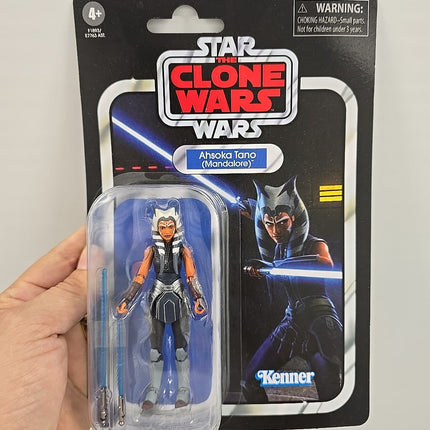 4+
WARNING:
CHOKING HAZARD–Small parts.
Not for children under 3 years.
STAR
THE
CLONE
WARS
WARS
Ahsoka Tano
(Mandalore)
Kenner